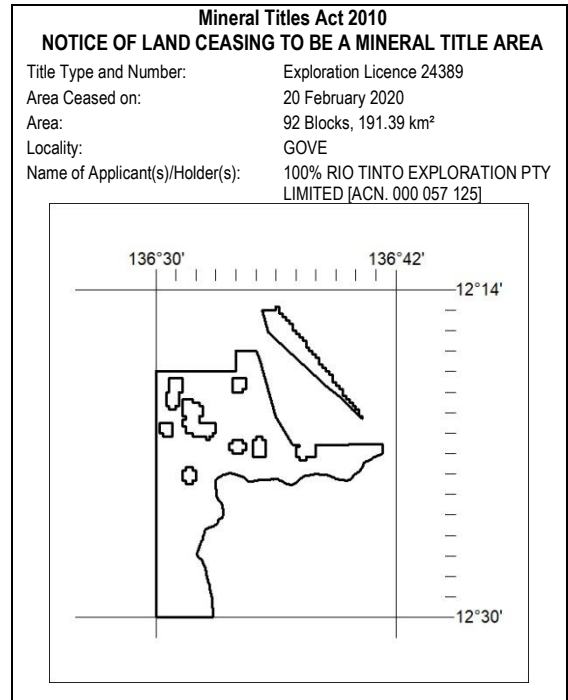 Mineral Titles Act 2010
NOTICE OF LAND CEASING TO BE A MINERAL TITLE AREA
Title Type and Number: Exploration Licence 24389
Area Ceased on: 20 February 2020
Area: 92 Blocks, 191.39 km²
Locality: GOVE
Name of Applicant(s)/Holder(s): 100% RIO TINTO EXPLORATION PTY
LIMITED [ACN. 000 057 125]
136°30' 136°42'
12°14'
12°30'